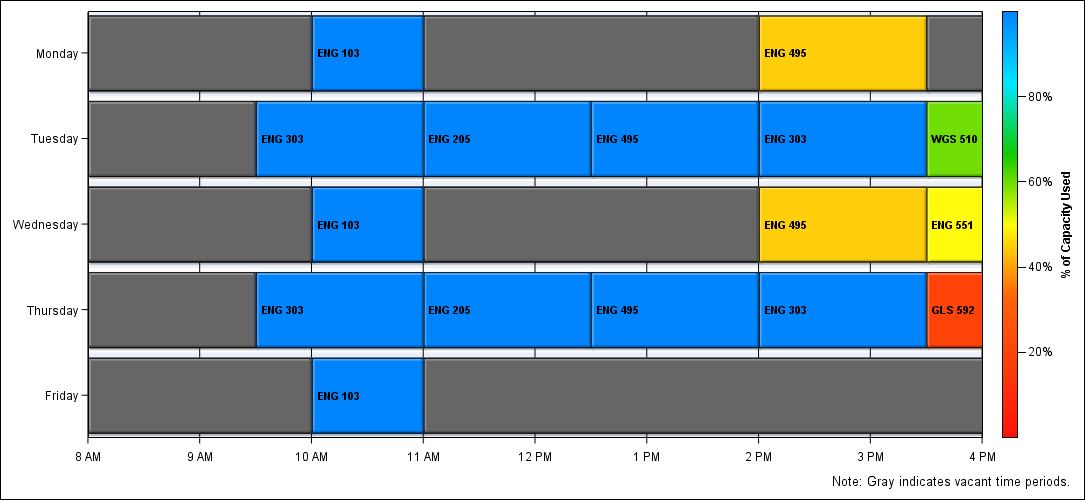 Monday ENG 103 ENG 495
80%
Tuesday ENG 303 ENG 205 ENG 495 ENG 303 WGS 510
60%
% of Capacity Used
Wednesday ENG 103 ENG 495 ENG 551
40%
Thursday ENG 303 ENG 205 ENG 495 ENG 303 GLS 592
20%
Friday ENG 103
8 AM 9 AM 10 AM 11 AM 12 PM 1 PM 2 PM 3 PM 4 PM
Note: Gray indicates vacant time periods.